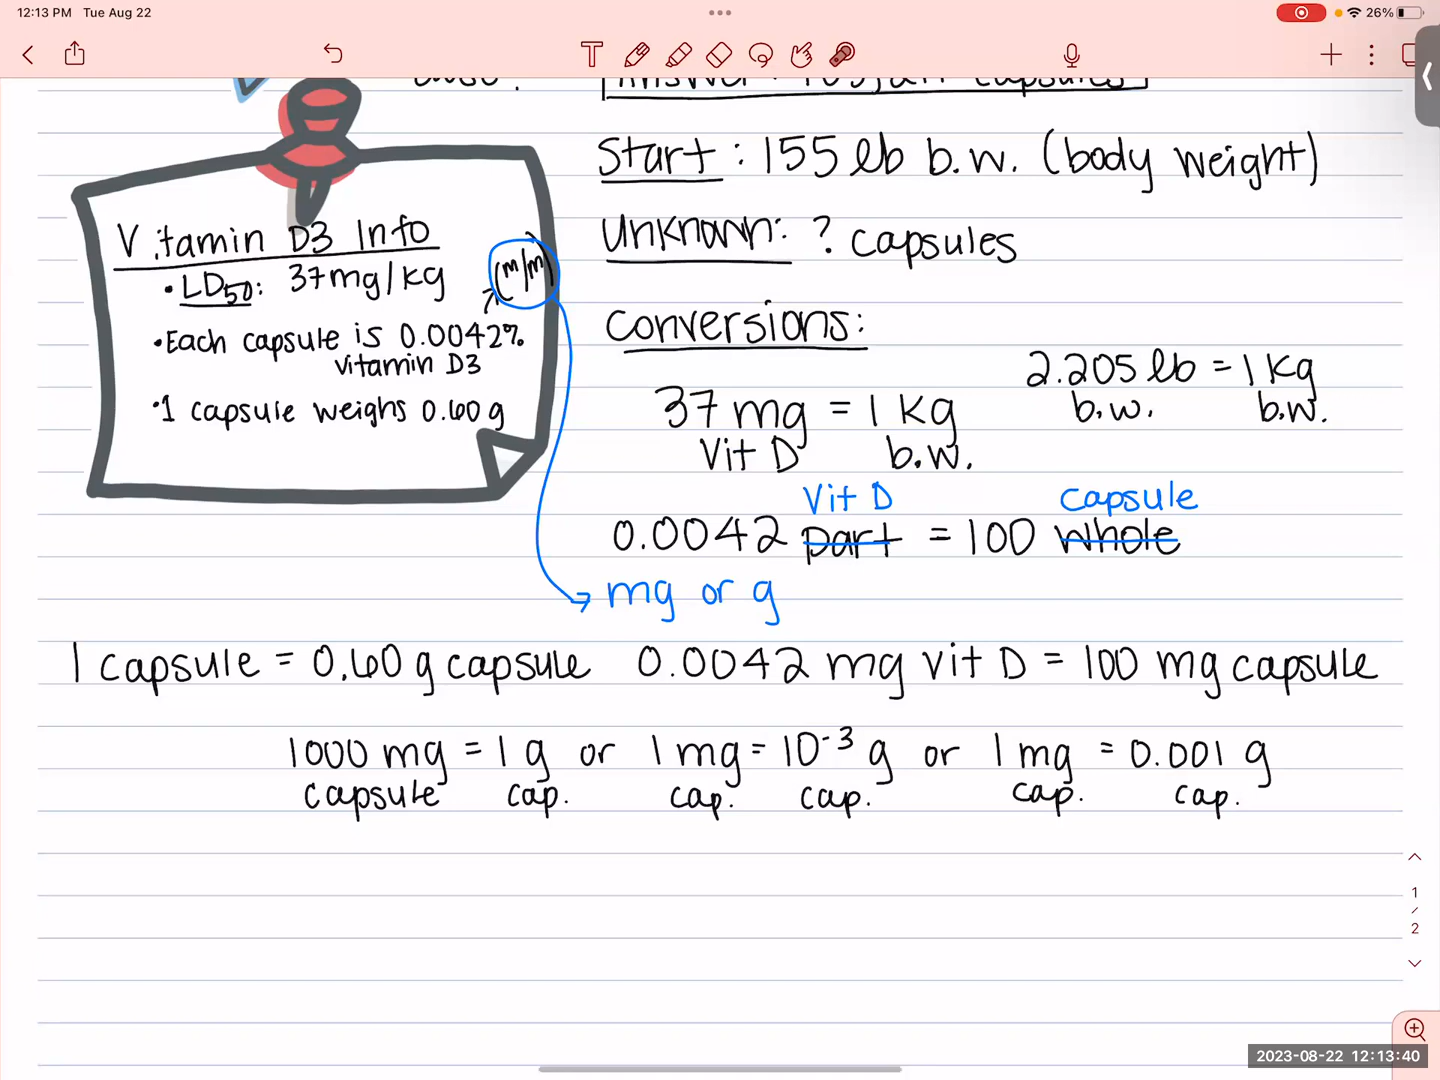 12:13 PM Tue Aug 22
26%
Start: 155 lb b.w. (body weight)
Unknown: ? capsules
Vitamin D3 Info
• LD50: 37mg/kg
(m/m)
• Each capsule is 0.0042%
vitamin D3
• 1 capsule weighs 0.60 g
Conversions:
2.205 lb = 1 kg
b.w. b.w.
37 mg = 1 kg
Vit D b.w.
Vit D capsule
0.0042 part = 100 whole
mg or g
1 capsule = 0.60 g capsule 0.0042 mg vit D = 100 mg capsule
1000 mg = 1 g or 1 mg = 10⁻³ g or 1 mg = 0.001 g
capsule cap. cap. cap. cap. cap.
1
/
2
2023-08-22 12:13:40